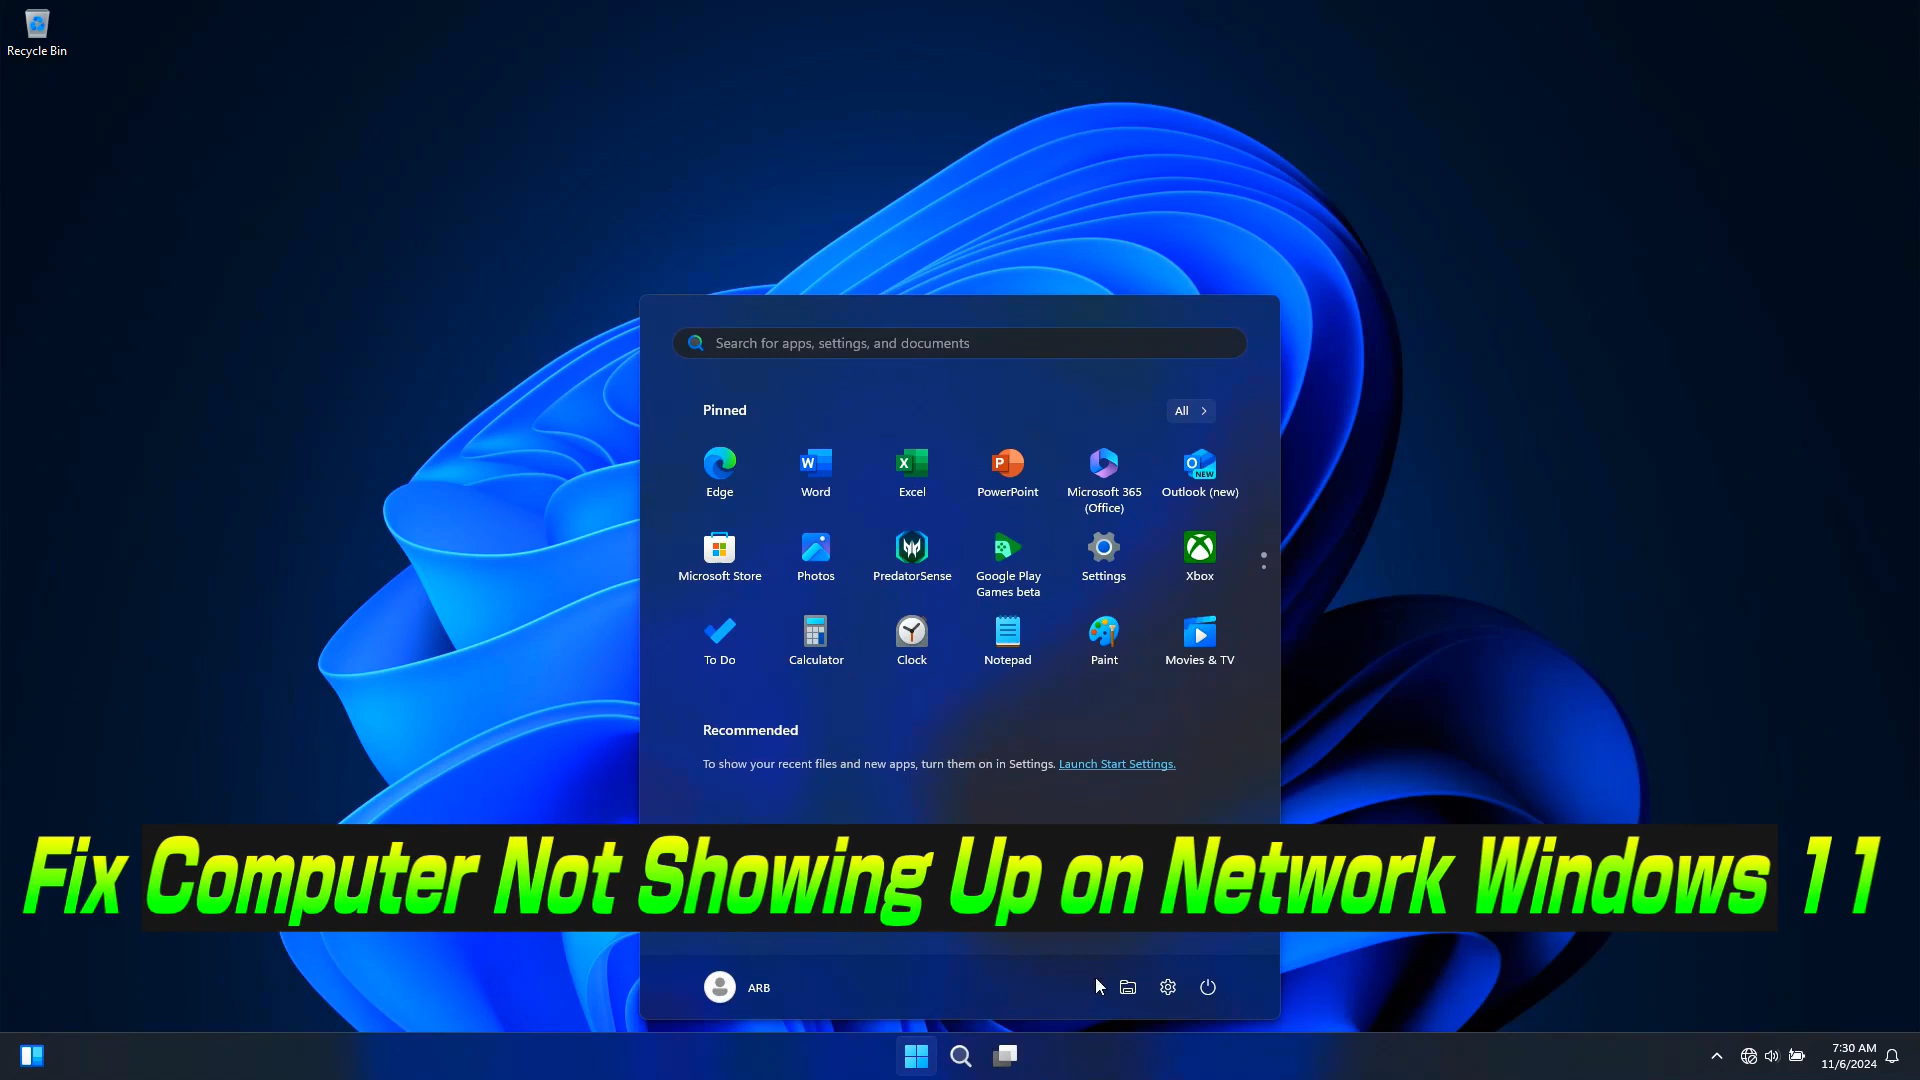 Recycle Bin
Search for apps, settings, and documents
Pinned
All
Edge
Word
Excel
PowerPoint
Microsoft 365
(Office)
Outlook (new)
Microsoft Store
Photos
PredatorSense
Google Play
Games beta
Settings
Xbox
To Do
Calculator
Clock
Notepad
Paint
Movies & TV
Recommended
To show your recent files and new apps, turn them on in Settings. Launch Start Settings.
Fix Computer Not Showing Up on Network Windows 11
ARB
7:30 AM
11/6/2024